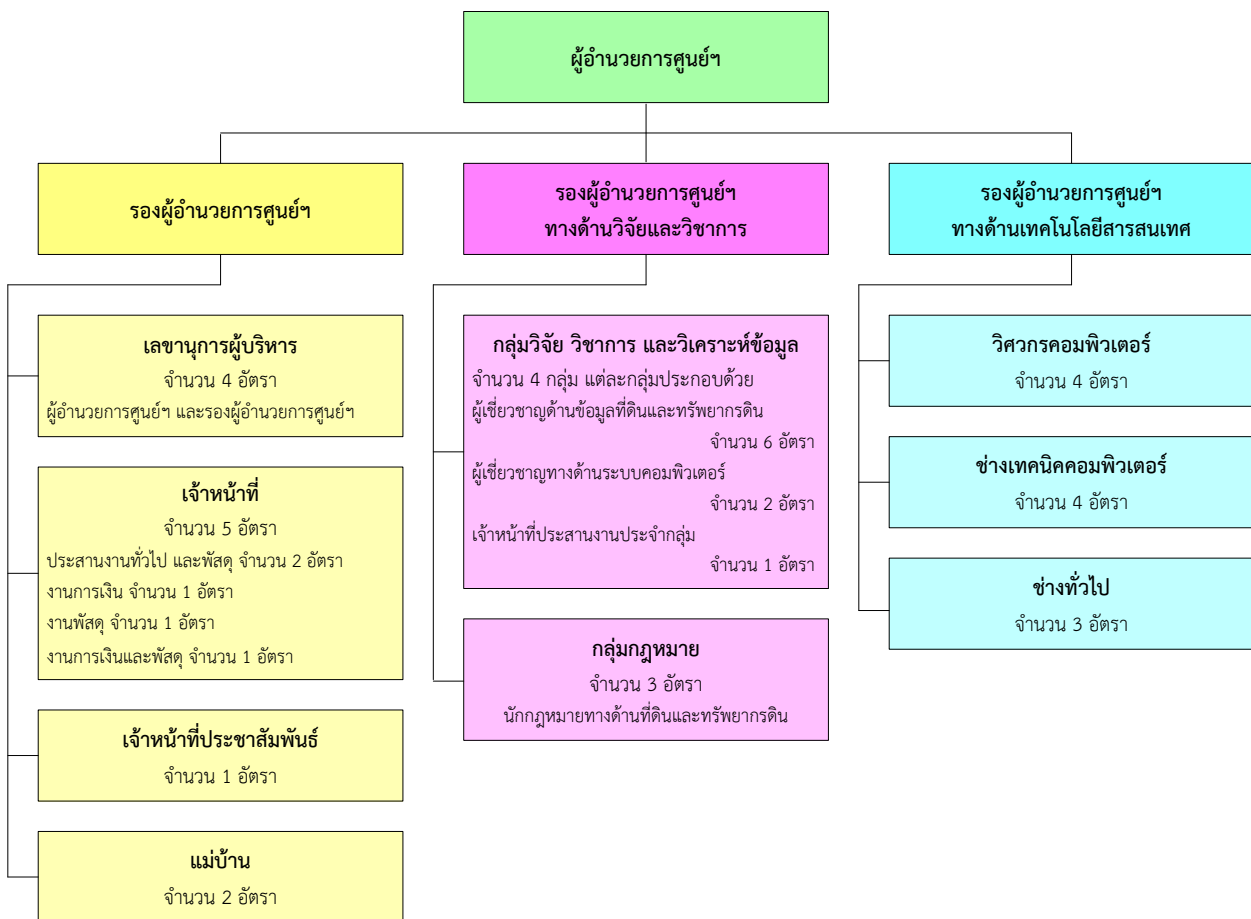 ผู้อำนวยการศูนย์ฯ
รองผู้อำนวยการศูนย์ฯ
รองผู้อำนวยการศูนย์ฯ
ทางด้านวิจัยและวิชาการ
รองผู้อำนวยการศูนย์ฯ
ทางด้านเทคโนโลยีสารสนเทศ
เลขานุการผู้บริหาร
จำนวน 4 อัตรา
ผู้อำนวยการศูนย์ฯ และรองผู้อำนวยการศูนย์ฯ
เจ้าหน้าที่
จำนวน 5 อัตรา
ประสานงานทั่วไป และพัสดุ จำนวน 2 อัตรา
งานการเงิน จำนวน 1 อัตรา
งานพัสดุ จำนวน 1 อัตรา
งานการเงินและพัสดุ จำนวน 1 อัตรา
เจ้าหน้าที่ประชาสัมพันธ์
จำนวน 1 อัตรา
แม่บ้าน
จำนวน 2 อัตรา
กลุ่มวิจัย วิชาการ และวิเคราะห์ข้อมูล
จำนวน 4 กลุ่ม แต่ละกลุ่มประกอบด้วย
ผู้เชี่ยวชาญด้านข้อมูลที่ดินและทรัพยากรดิน
จำนวน 6 อัตรา
ผู้เชี่ยวชาญทางด้านระบบคอมพิวเตอร์
จำนวน 2 อัตรา
เจ้าหน้าที่ประสานงานประจำกลุ่ม
จำนวน 1 อัตรา
กลุ่มกฎหมาย
จำนวน 3 อัตรา
นักกฎหมายทางด้านที่ดินและทรัพยากรดิน
วิศวกรคอมพิวเตอร์
จำนวน 4 อัตรา
ช่างเทคนิคคอมพิวเตอร์
จำนวน 4 อัตรา
ช่างทั่วไป
จำนวน 3 อัตรา